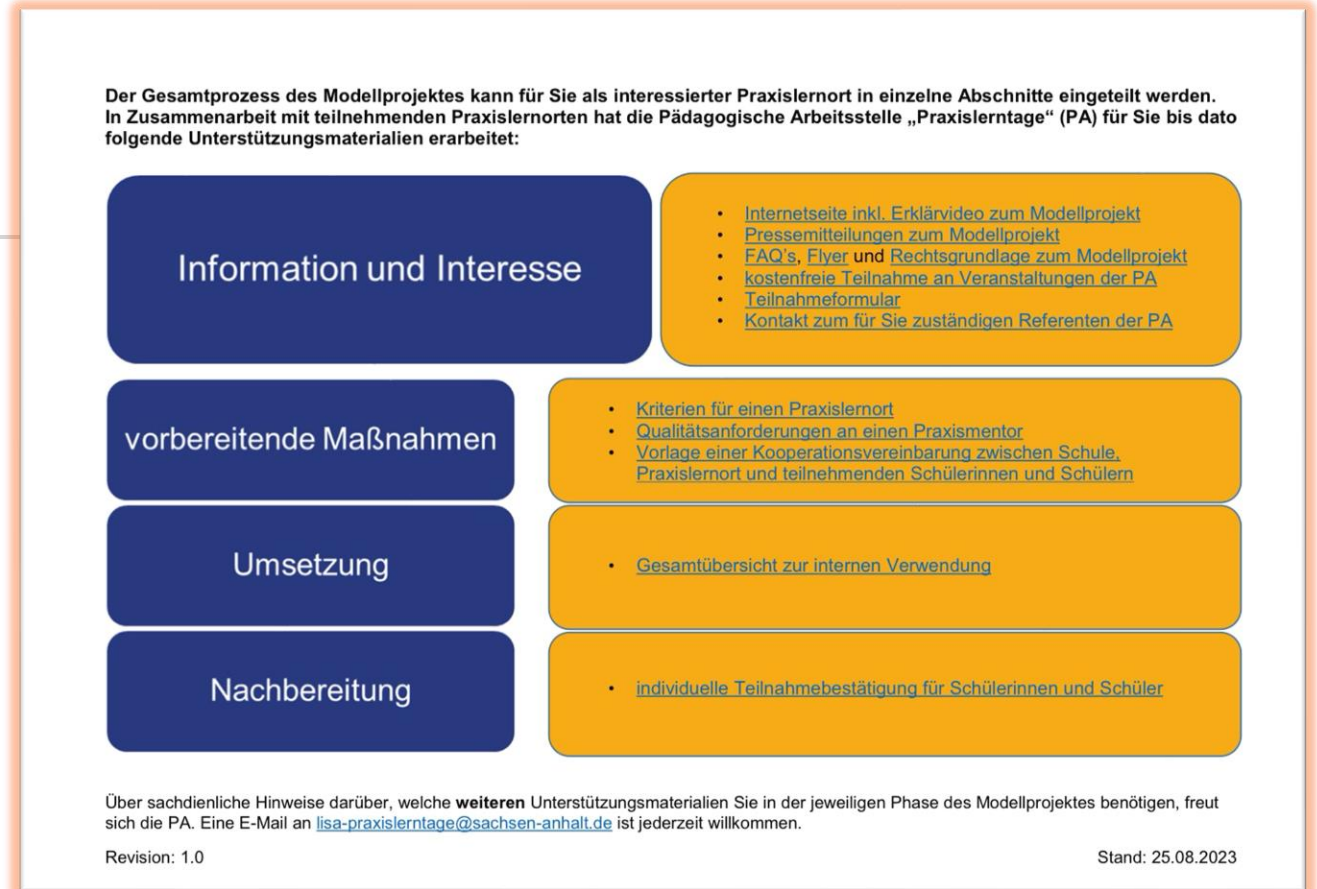 Der Gesamtprozess des Modellprojektes kann für Sie als interessierter Praxislernort in einzelne Abschnitte eingeteilt werden.
In Zusammenarbeit mit teilnehmenden Praxislernorten hat die Pädagogische Arbeitsstelle „Praxislerntage“ (PA) für Sie bis dato
folgende Unterstützungsmaterialien erarbeitet:
Information und Interesse
• Internetseite inkl. Erklärvideo zum Modellprojekt
• Pressemitteilungen zum Modellprojekt
• FAQ's, Flyer und Rechtsgrundlage zum Modellprojekt
• kostenfreie Teilnahme an Veranstaltungen der PA
• Teilnahmeformular
• Kontakt zum für Sie zuständigen Referenten der PA
vorbereitende Maßnahmen
• Kriterien für einen Praxislernort
• Qualitätsanforderungen an einen Praxismentor
• Vorlage einer Kooperationsvereinbarung zwischen Schule,
Praxislernort und teilnehmenden Schülerinnen und Schülern
Umsetzung
• Gesamtübersicht zur internen Verwendung
Nachbereitung
• individuelle Teilnahmebestätigung für Schülerinnen und Schüler
Über sachdienliche Hinweise darüber, welche weiteren Unterstützungsmaterialien Sie in der jeweiligen Phase des Modellprojektes benötigen, freut
sich die PA. Eine E-Mail an lisa-praxislerntage@sachsen-anhalt.de ist jederzeit willkommen.
Revision: 1.0
Stand: 25.08.2023